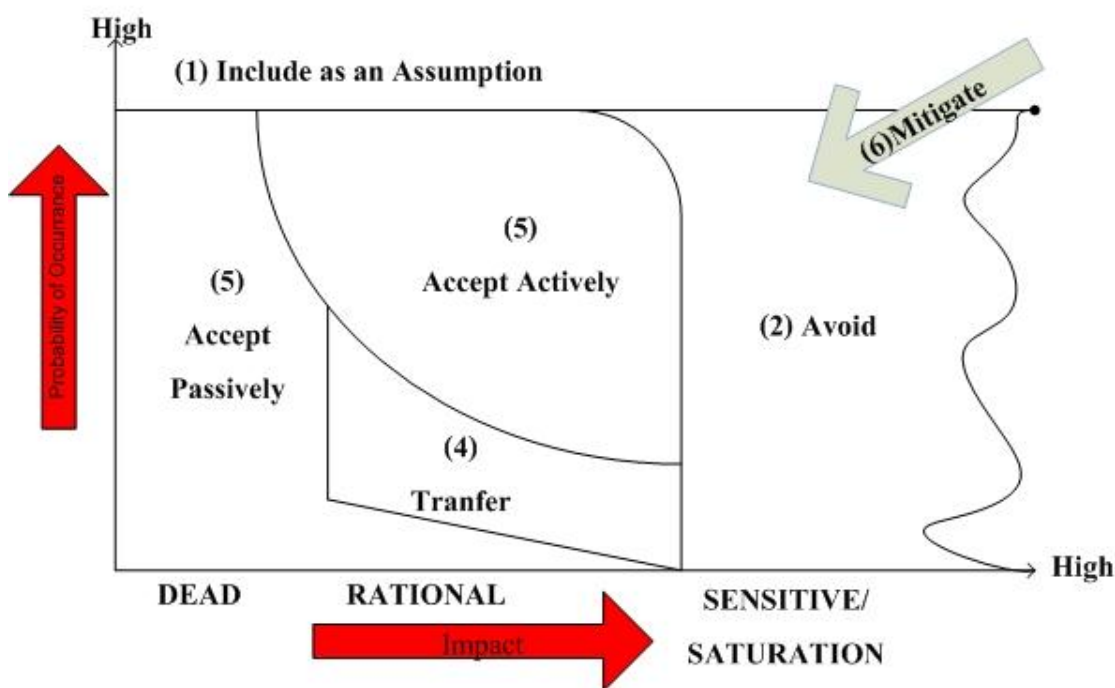 High
(1) Include as an Assumption
(6)Mitigate
Probability of Occurrance
(5)
Accept
Passively
(5)
Accept Actively
(2) Avoid
(4)
Tranfer
High
DEAD
RATIONAL
SENSITIVE/
SATURATION
Impact